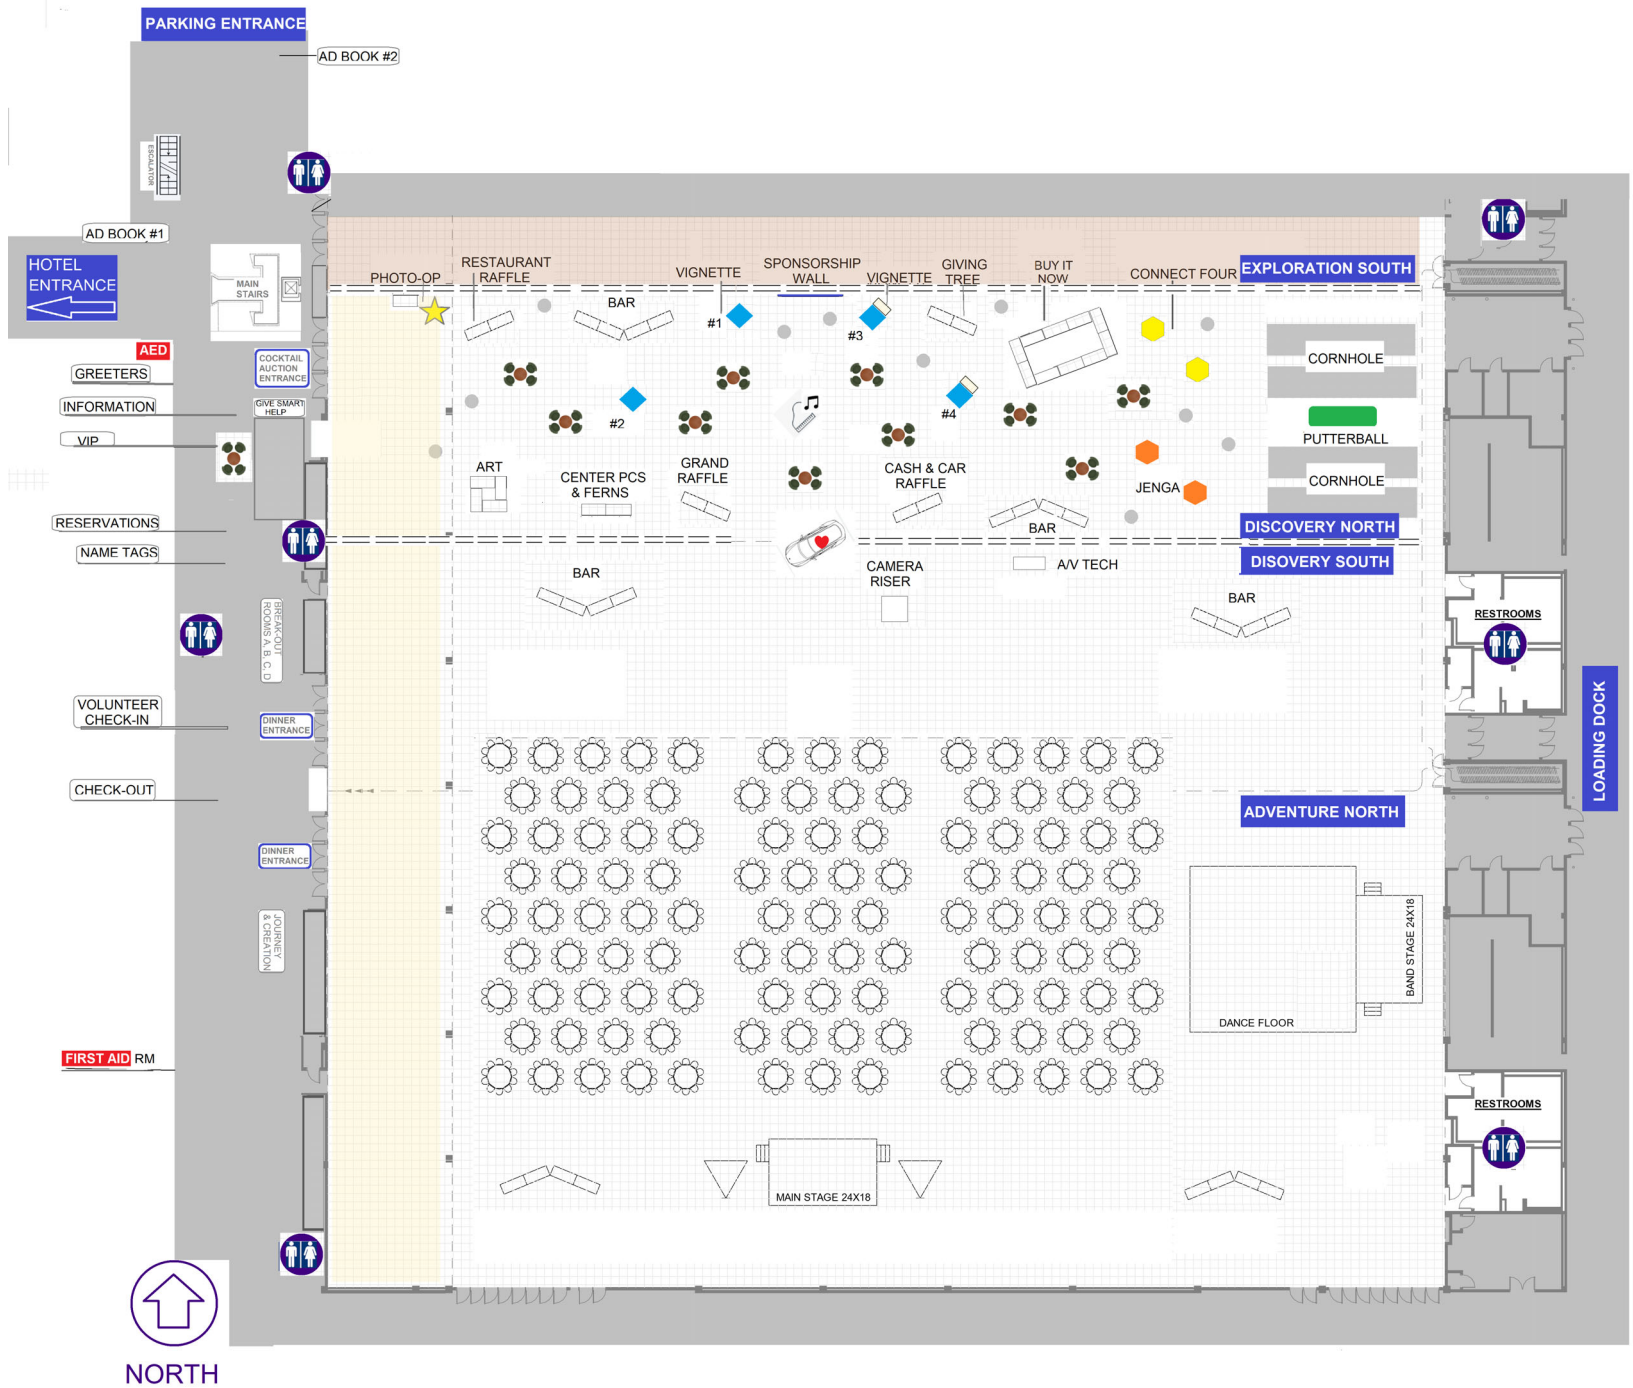 PARKING ENTRANCE
AD BOOK #2
ESCALATOR
AD BOOK #1
HOTEL
ENTRANCE
MAIN
STAIRS
AED
GREETERS
COCKTAIL
AUCTION
ENTRANCE
INFORMATION
GIVE SMART
HELP
VIP
RESERVATIONS
NAME TAGS
BREAK-OUT
ROOMS A, B, C, D
VOLUNTEER
CHECK-IN
DINNER
ENTRANCE
CHECK-OUT
DINNER
ENTRANCE
JOURNEY
& CREATION
FIRST AID RM
NORTH
PHOTO-OP
RESTAURANT
RAFFLE
BAR
VIGNETTE
#1
SPONSORSHIP
WALL
VIGNETTE
#3
GIVING
TREE
BUY IT
NOW
CONNECT FOUR
EXPLORATION SOUTH
CORNHOLE
#2
#4
PUTTERBALL
ART
CENTER PCS
& FERNS
GRAND
RAFFLE
CASH & CAR
RAFFLE
JENGA
CORNHOLE
BAR
DISCOVERY NORTH
DISOVERY SOUTH
BAR
CAMERA
RISER
A/V TECH
BAR
RESTROOMS
LOADING DOCK
ADVENTURE NORTH
BAND STAGE 24X18
DANCE FLOOR
RESTROOMS
MAIN STAGE 24X18